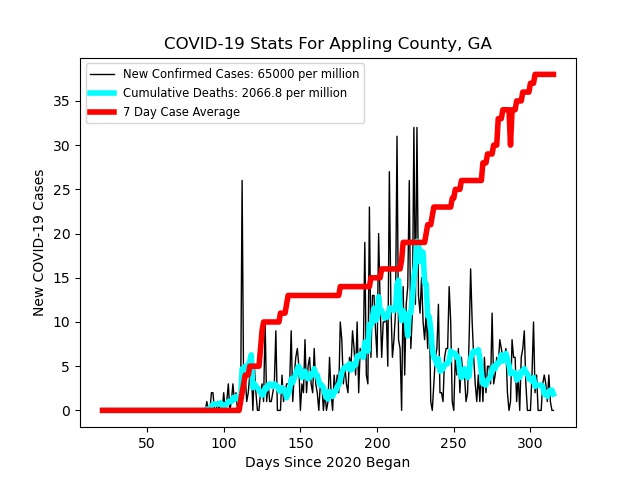 COVID-19 Stats For Appling County, GA
New Confirmed Cases: 65000 per million
Cumulative Deaths: 2066.8 per million
7 Day Case Average
35
30
25
20
15
10
5
0
New COVID-19 Cases
50 100 150 200 250 300
Days Since 2020 Began